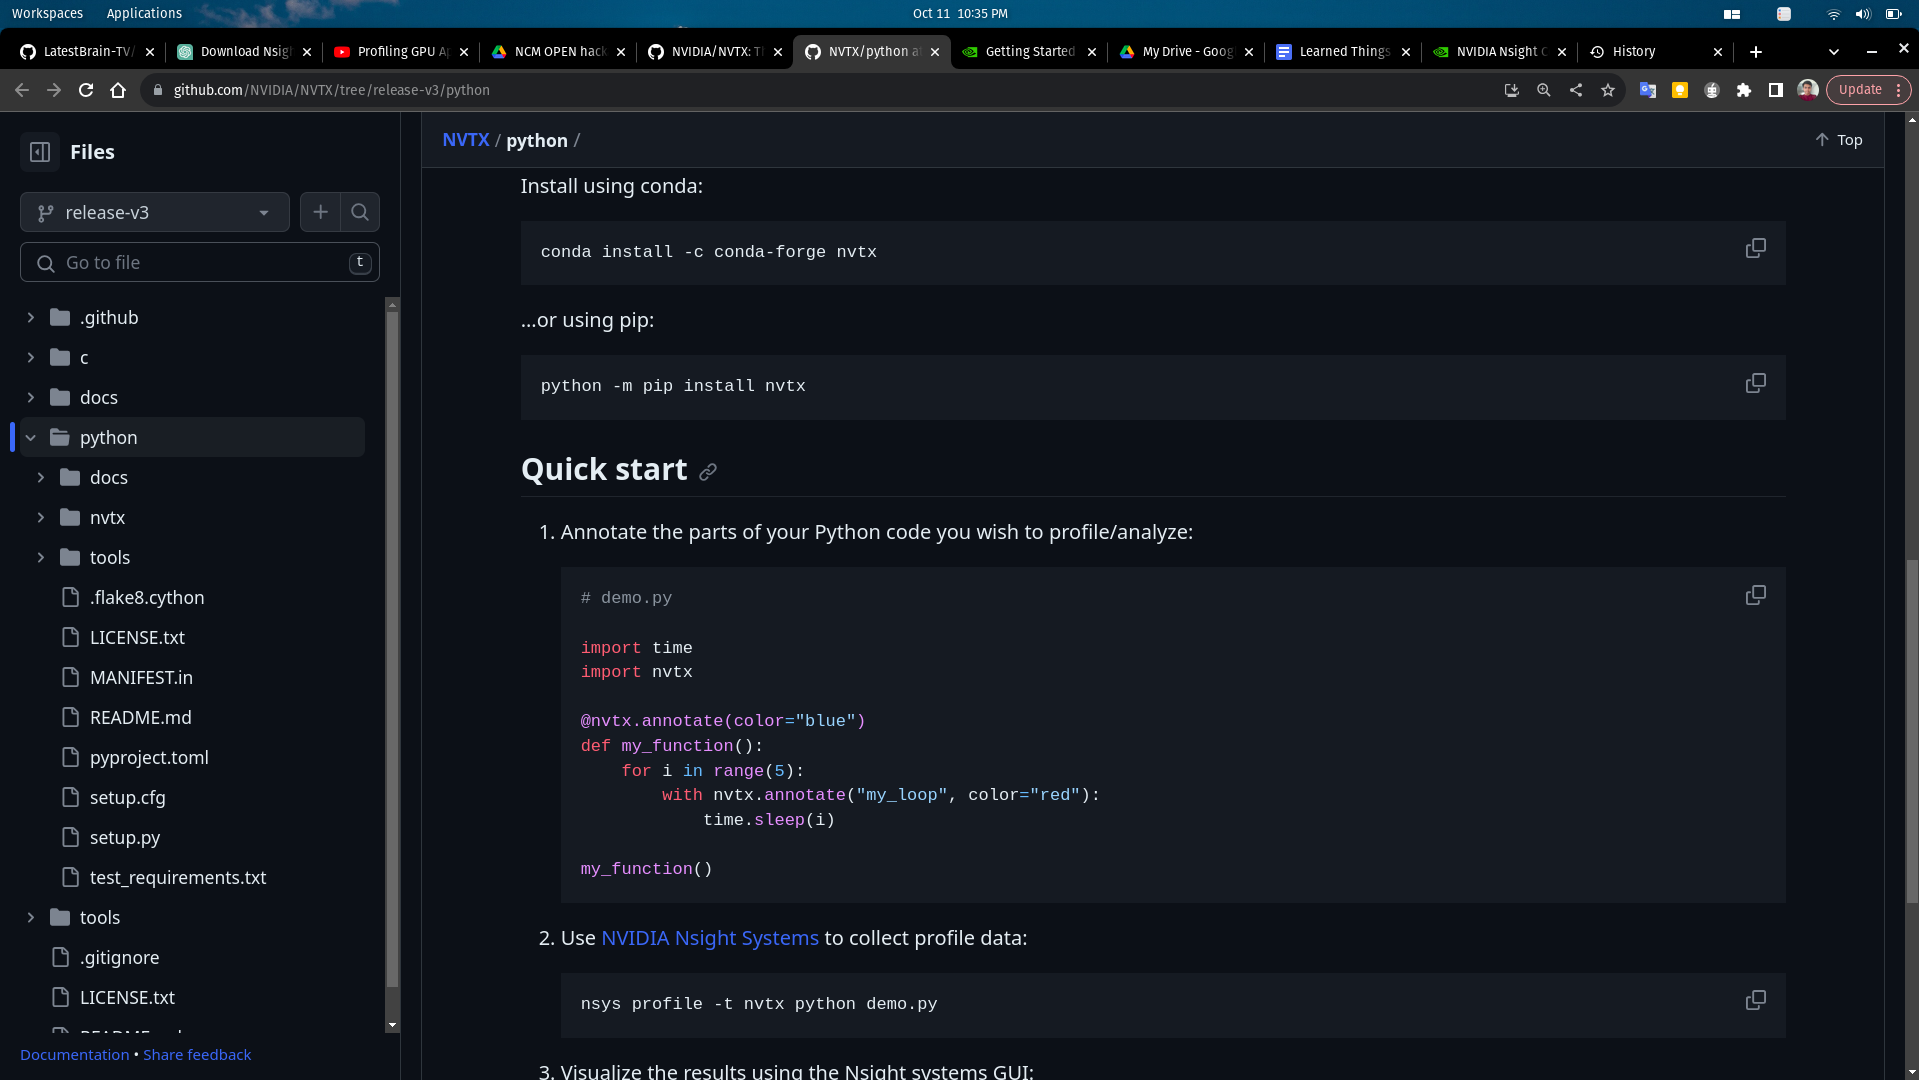 Workspaces Applications Oct 11 10:35 PM
LatestBrain-TV/ Download Nsig Profiling GPU A NCM OPEN hack NVIDIA/NVTX: T NVTX/python a Getting Started My Drive - Goog Learned Things NVIDIA Nsight C History
github.com/NVIDIA/NVTX/tree/release-v3/python Update
Files
release-v3
Go to file t
.github
c
docs
python
docs
nvtx
tools
.flake8.cython
LICENSE.txt
MANIFEST.in
README.md
pyproject.toml
setup.cfg
setup.py
test_requirements.txt
tools
.gitignore
LICENSE.txt
Documentation • Share feedback
NVTX / python / Top
Install using conda:
conda install -c conda-forge nvtx
...or using pip:
python -m pip install nvtx
Quick start
1. Annotate the parts of your Python code you wish to profile/analyze:
# demo.py
import time
import nvtx
@nvtx.annotate(color="blue")
def my_function():
    for i in range(5):
        with nvtx.annotate("my_loop", color="red"):
            time.sleep(i)
my_function()
2. Use NVIDIA Nsight Systems to collect profile data:
nsys profile -t nvtx python demo.py
3. Visualize the results using the Nsight systems GUI: